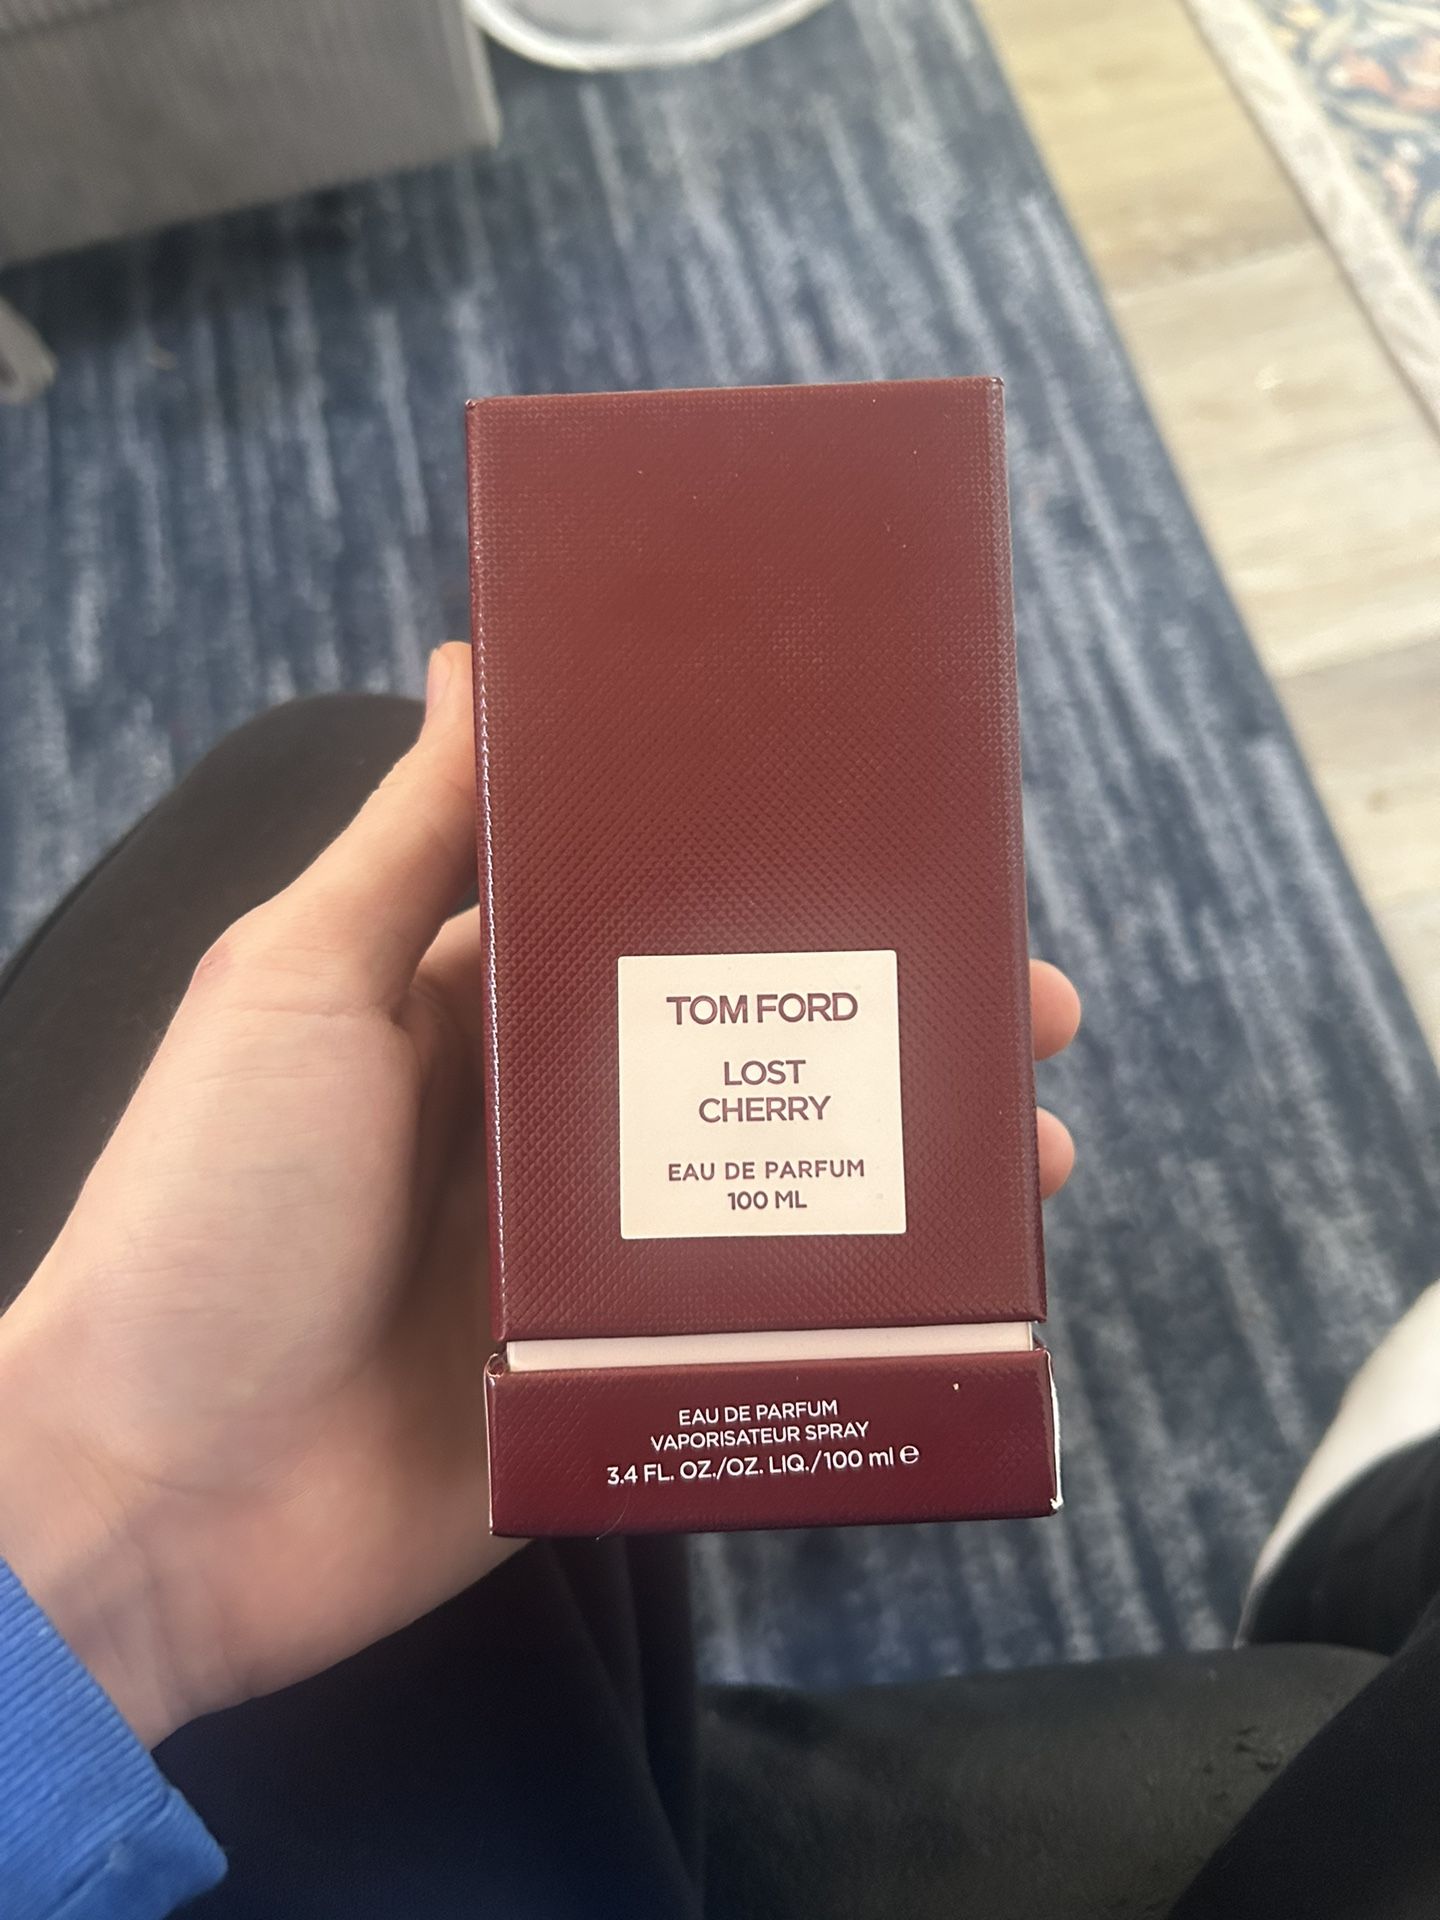 TOM FORD
LOST
CHERRY
EAU DE PARFUM
100 ML
EAU DE PARFUM
VAPORISATEUR SPRAY
3.4 FL. OZ./OZ. LIQ./100 ml ℮